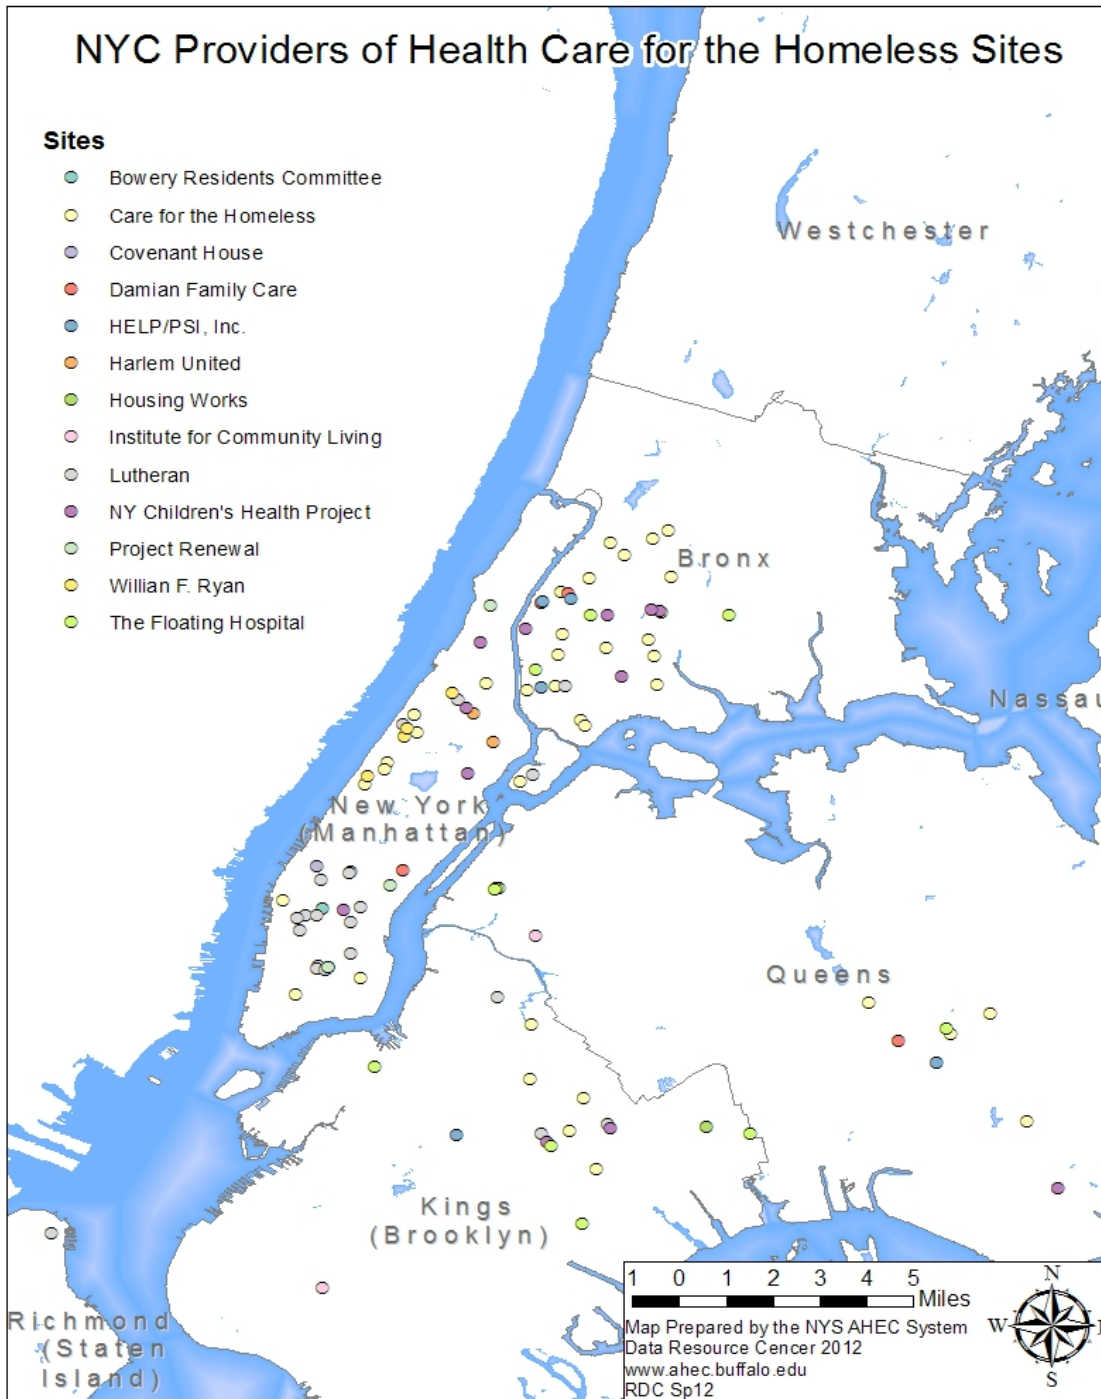 NYC Providers of Health Care for the Homeless Sites
Sites
Bowery Residents Committee
Care for the Homeless
Covenant House
Damian Family Care
HELP/PSI, Inc.
Harlem United
Housing Works
Institute for Community Living
Lutheran
NY Children's Health Project
Project Renewal
Willian F. Ryan
The Floating Hospital
Westchester
Bronx
Nassau
New York
(Manhattan)
Queens
Kings
(Brooklyn)
Richmond
(Staten
Island)
1 0 1 2 3 4 5
Miles
Map Prepared by the NYS AHEC System
Data Resource Cencer 2012
www.ahec.buffalo.edu
RDC Sp12
N
W
S